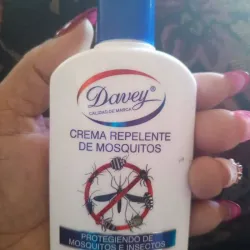 Davey®
CALIDAD DE MARCA
CREMA REPELENTE
DE MOSQUITOS
PROTEGIENDO DE
MOSQUITOS E INSECTOS